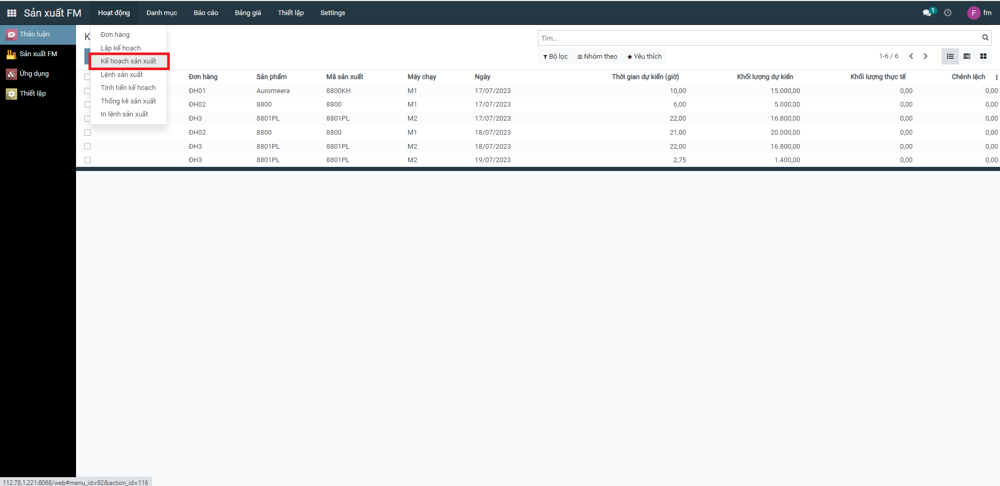 Sản xuất FM Hoạt động Danh mục Báo cáo Bảng giá Thiết lập Settings 1 F fm
Thảo luận
Sản xuất FM
Ứng dụng
Thiết lập
K
Đơn hàng
Lập kế hoạch
Kế hoạch sản xuất
Lệnh sản xuất
Tịnh tiến kế hoạch
Thống kê sản xuất
In lệnh sản xuất
Tìm...
Bộ lọc Nhóm theo Yêu thích 1-6 / 6
Đơn hàng Sản phẩm Mã sản xuất Máy chạy Ngày Thời gian dự kiến (giờ) Khối lượng dự kiến Khối lượng thực tế Chênh lệch
ĐH01 Auromeera 8800KH M1 17/07/2023 10,00 15.000,00 0,00 0,00
ĐH02 8800 8800 M1 17/07/2023 6,00 5.000,00 0,00 0,00
ĐH3 8801PL 8801PL M2 17/07/2023 22,00 16.800,00 0,00 0,00
ĐH02 8800 8800 M1 18/07/2023 21,00 20.000,00 0,00 0,00
ĐH3 8801PL 8801PL M2 18/07/2023 22,00 16.800,00 0,00 0,00
ĐH3 8801PL 8801PL M2 19/07/2023 2,75 1.400,00 0,00 0,00
112.78.1.221:8068/web#menu_id=92&action_id=116